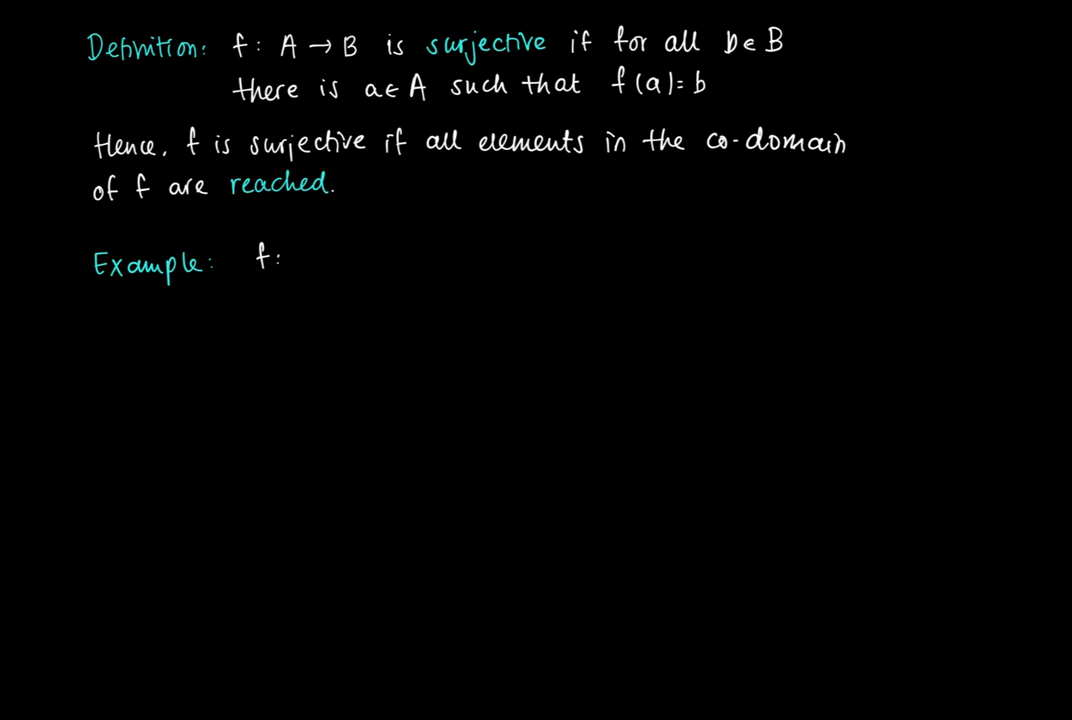 Definition: f: A → B is surjective if for all b ∈ B
there is a ∈ A such that f(a)=b
Hence, f is surjective if all elements in the co-domain
of f are reached.
Example: f: